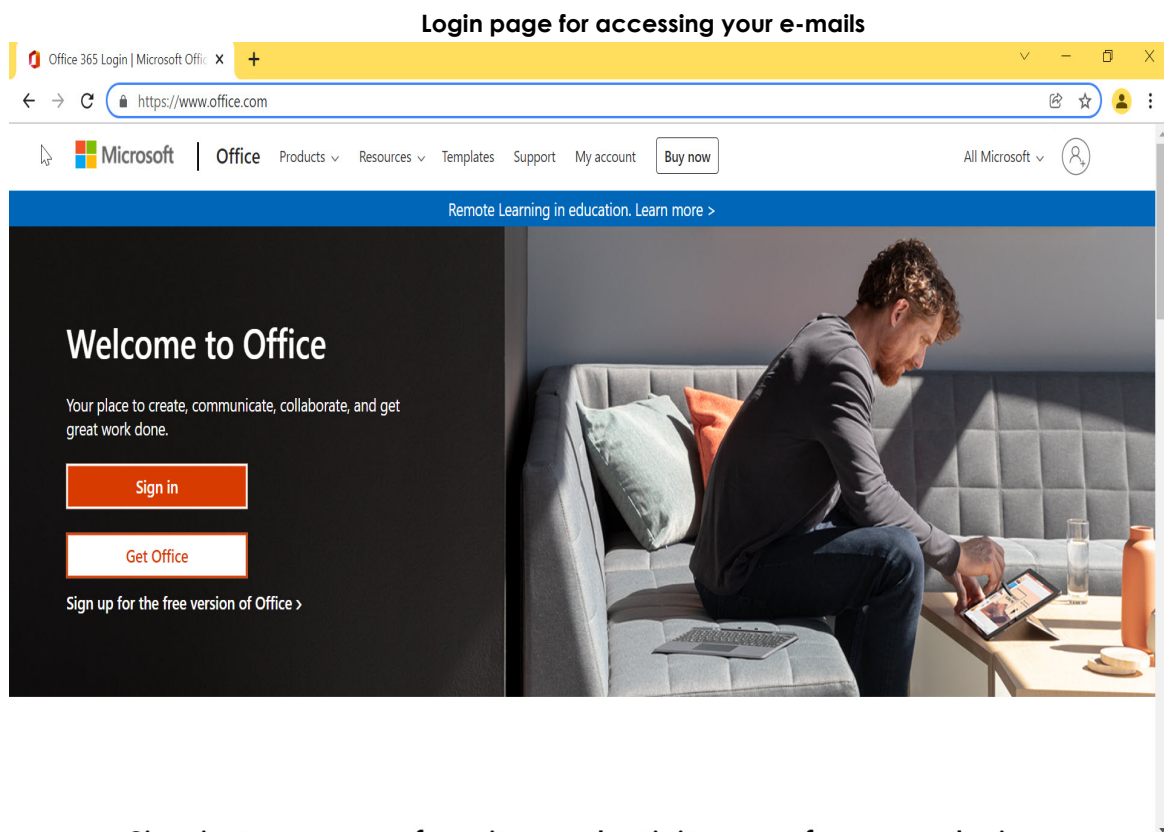 Login page for accessing your e-mails
Office 365 Login | Microsoft Offic
https://www.office.com
Microsoft Office Products Resources Templates Support My account Buy now All Microsoft
Remote Learning in education. Learn more >
Welcome to Office
Your place to create, communicate, collaborate, and get
great work done.
Sign in
Get Office
Sign up for the free version of Office >